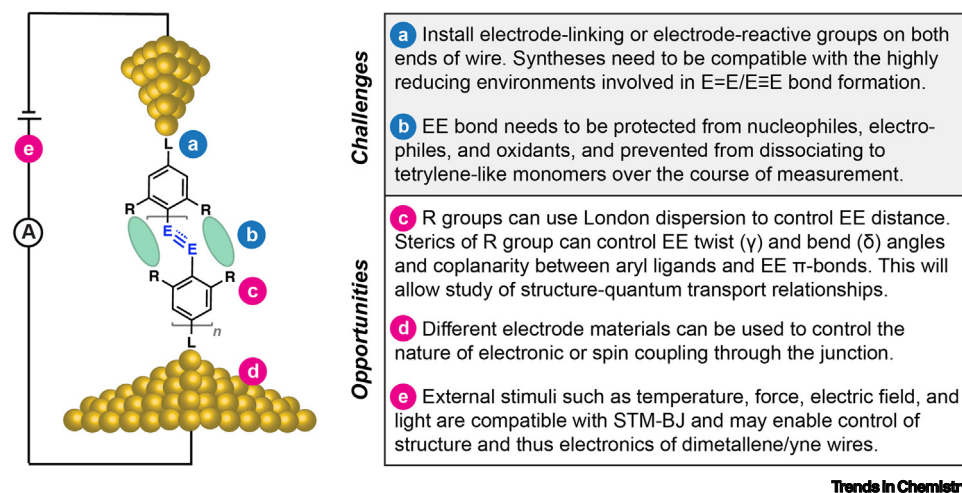 e
A
L
a
R
R
E
E
b
R
R
c
n
L
d
Challenges
a Install electrode-linking or electrode-reactive groups on both
ends of wire. Syntheses need to be compatible with the highly
reducing environments involved in E=E/E≡E bond formation.
b EE bond needs to be protected from nucleophiles, electro-
philes, and oxidants, and prevented from dissociating to
tetrylene-like monomers over the course of measurement.
Opportunities
c R groups can use London dispersion to control EE distance.
Sterics of R group can control EE twist (γ) and bend (δ) angles
and coplanarity between aryl ligands and EE π-bonds. This will
allow study of structure-quantum transport relationships.
d Different electrode materials can be used to control the
nature of electronic or spin coupling through the junction.
e External stimuli such as temperature, force, electric field, and
light are compatible with STM-BJ and may enable control of
structure and thus electronics of dimetallene/yne wires.
Trends in Chemistry